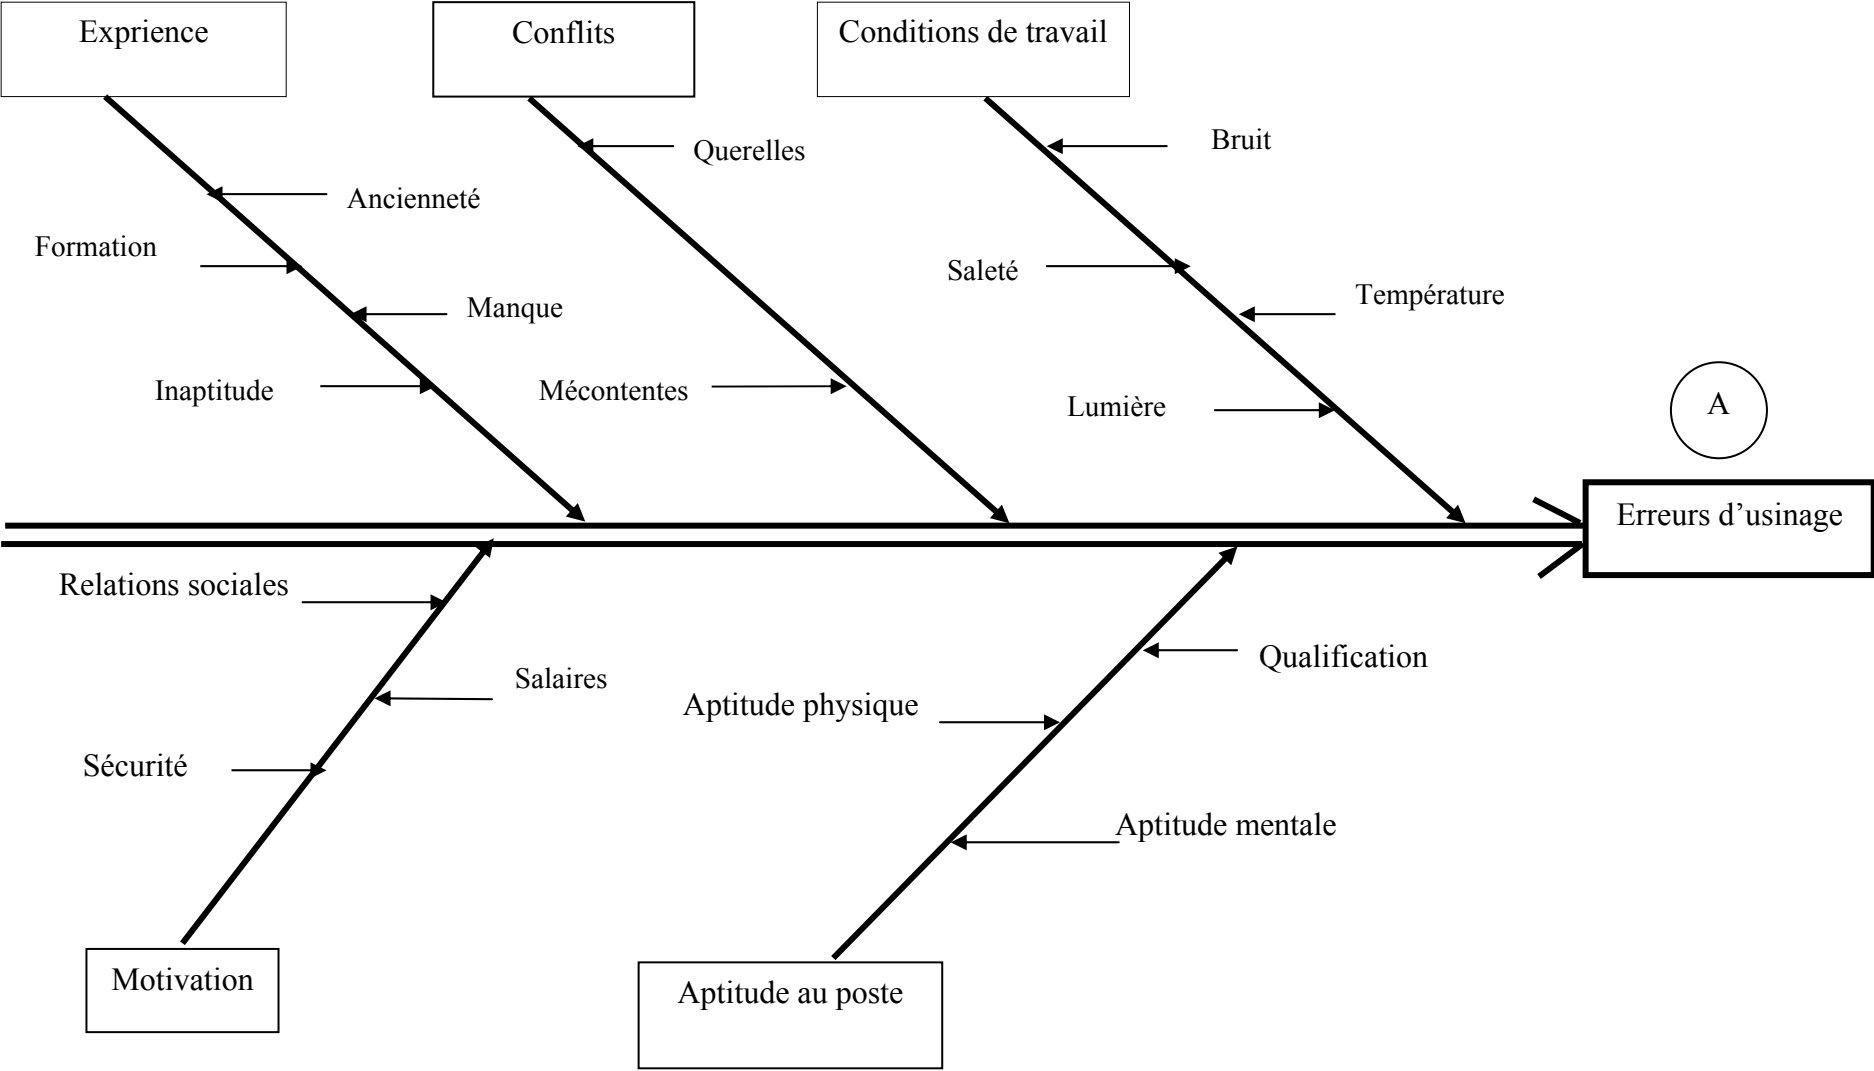 Exprience
Conflits
Conditions de travail
Bruit
Querelles
Ancienneté
Formation
Saleté
Température
Manque
Inaptitude
Mécontentes
Lumière
A
Erreurs d’usinage
Relations sociales
Qualification
Salaires
Aptitude physique
Sécurité
Aptitude mentale
Motivation
Aptitude au poste